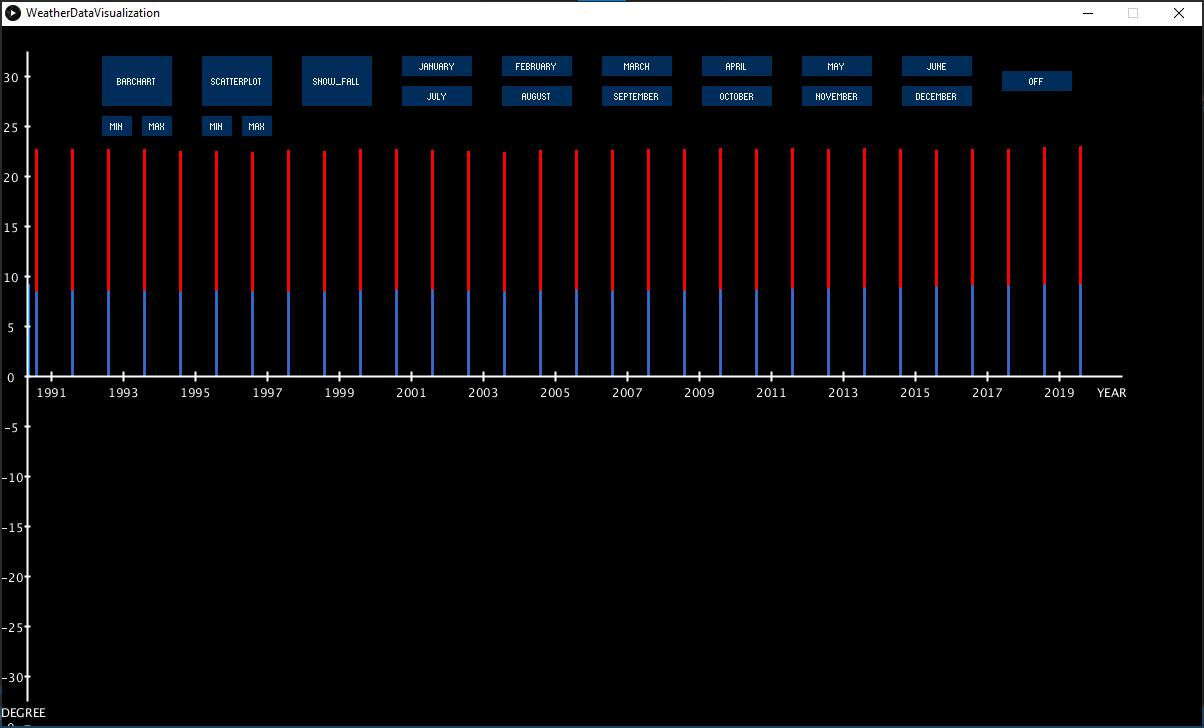 WeatherDataVisualization
BARCHART SCATTERPLOT SNOW_FALL JANUARY FEBRUARY MARCH APRIL MAY JUNE OFF
JULY AUGUST SEPTEMBER OCTOBER NOVEMBER DECEMBER
MIN MAX MIN MAX
30
25
20
15
10
5
0
1991 1993 1995 1997 1999 2001 2003 2005 2007 2009 2011 2013 2015 2017 2019 YEAR
-5
-10
-15
-20
-25
-30
DEGREE